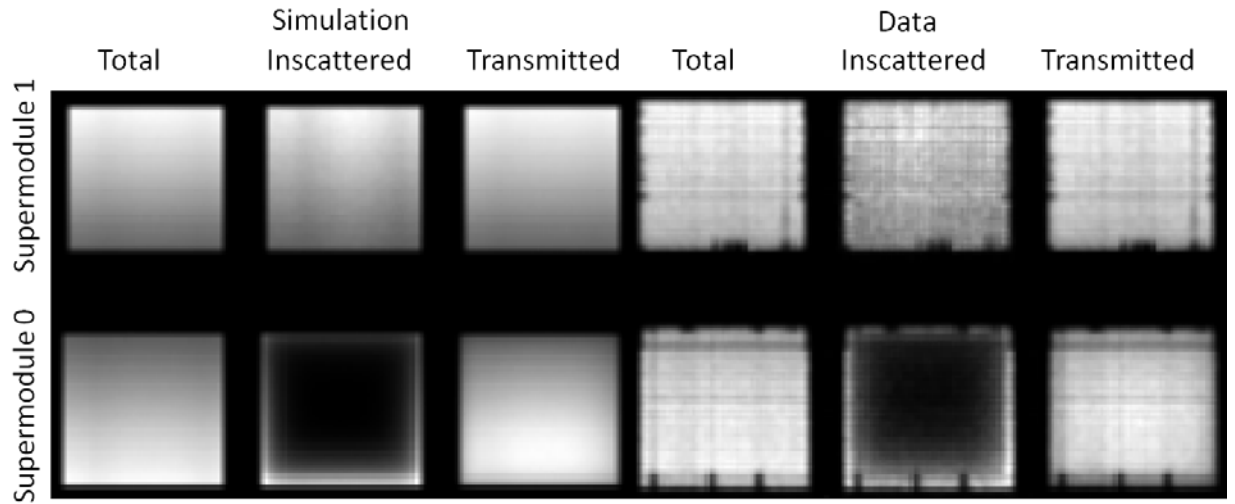 Simulation
Data
Total
Inscattered
Transmitted
Total
Inscattered
Transmitted
Supermodule 1
Supermodule 0